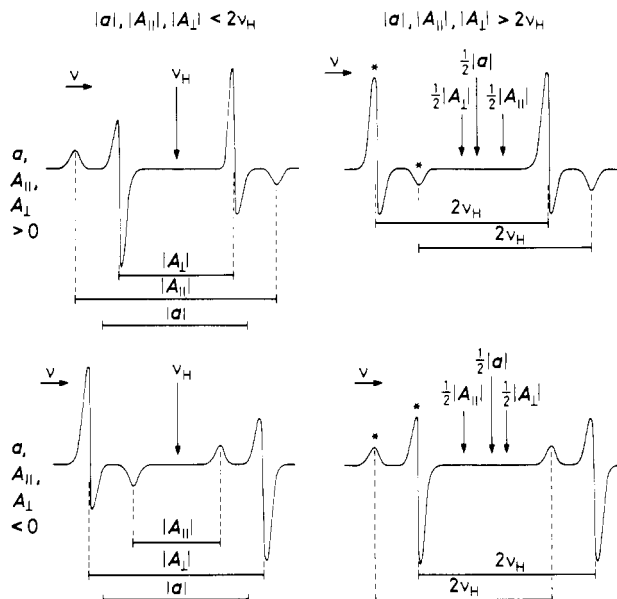 |a|, |A∥|, |A⊥| < 2νH
|a|, |A∥|, |A⊥| > 2νH
a, A∥, A⊥ > 0
ν
νH
|A⊥|
|A∥|
|a|
ν
*
*
½|a|
½|A⊥|
½|A∥|
2νH
2νH
a, A∥, A⊥ < 0
ν
νH
|A∥|
|A⊥|
|a|
ν
*
*
½|a|
½|A∥|
½|A⊥|
2νH
2νH